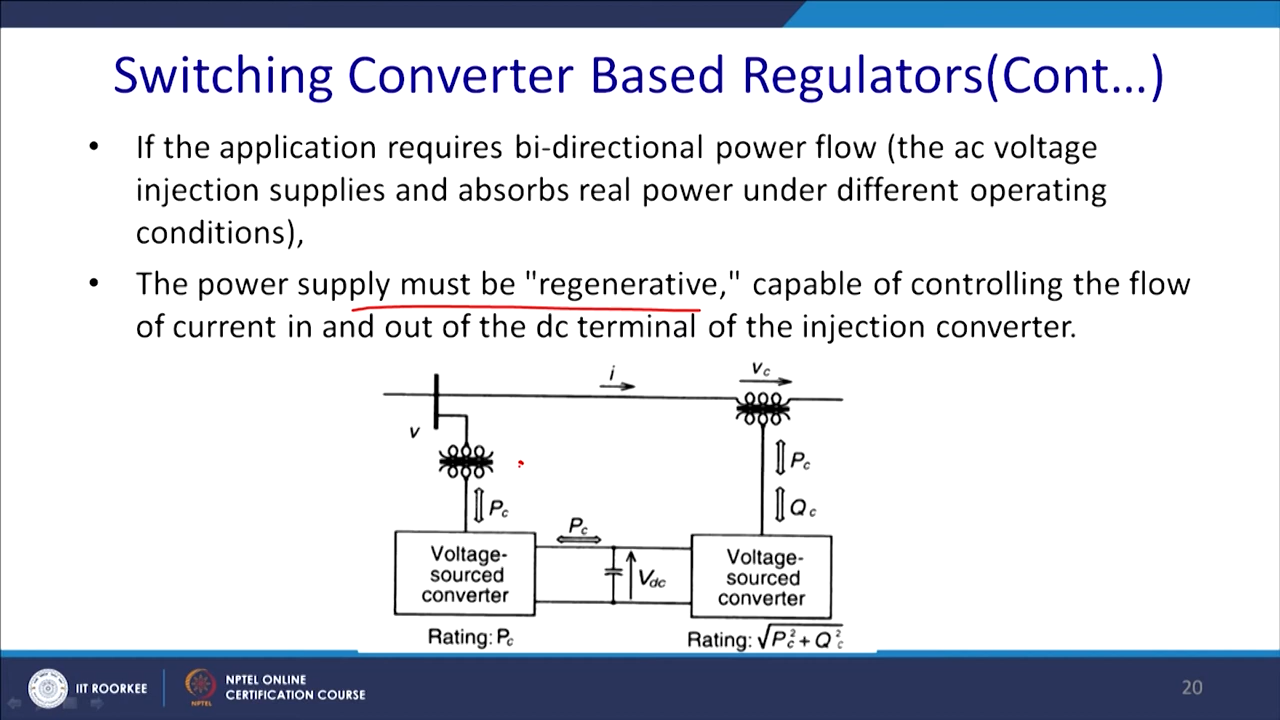 Switching Converter Based Regulators(Cont...)
• If the application requires bi-directional power flow (the ac voltage
injection supplies and absorbs real power under different operating
conditions),
• The power supply must be "regenerative," capable of controlling the flow
of current in and out of the dc terminal of the injection converter.
i
Vc
v
Pc
Qc
Pc
Pc
Voltage-
sourced
converter
Vdc
Voltage-
sourced
converter
Rating: Pc
Rating: √Pc²+Qc²
IIT ROORKEE
NPTEL
NPTEL ONLINE
CERTIFICATION COURSE
20